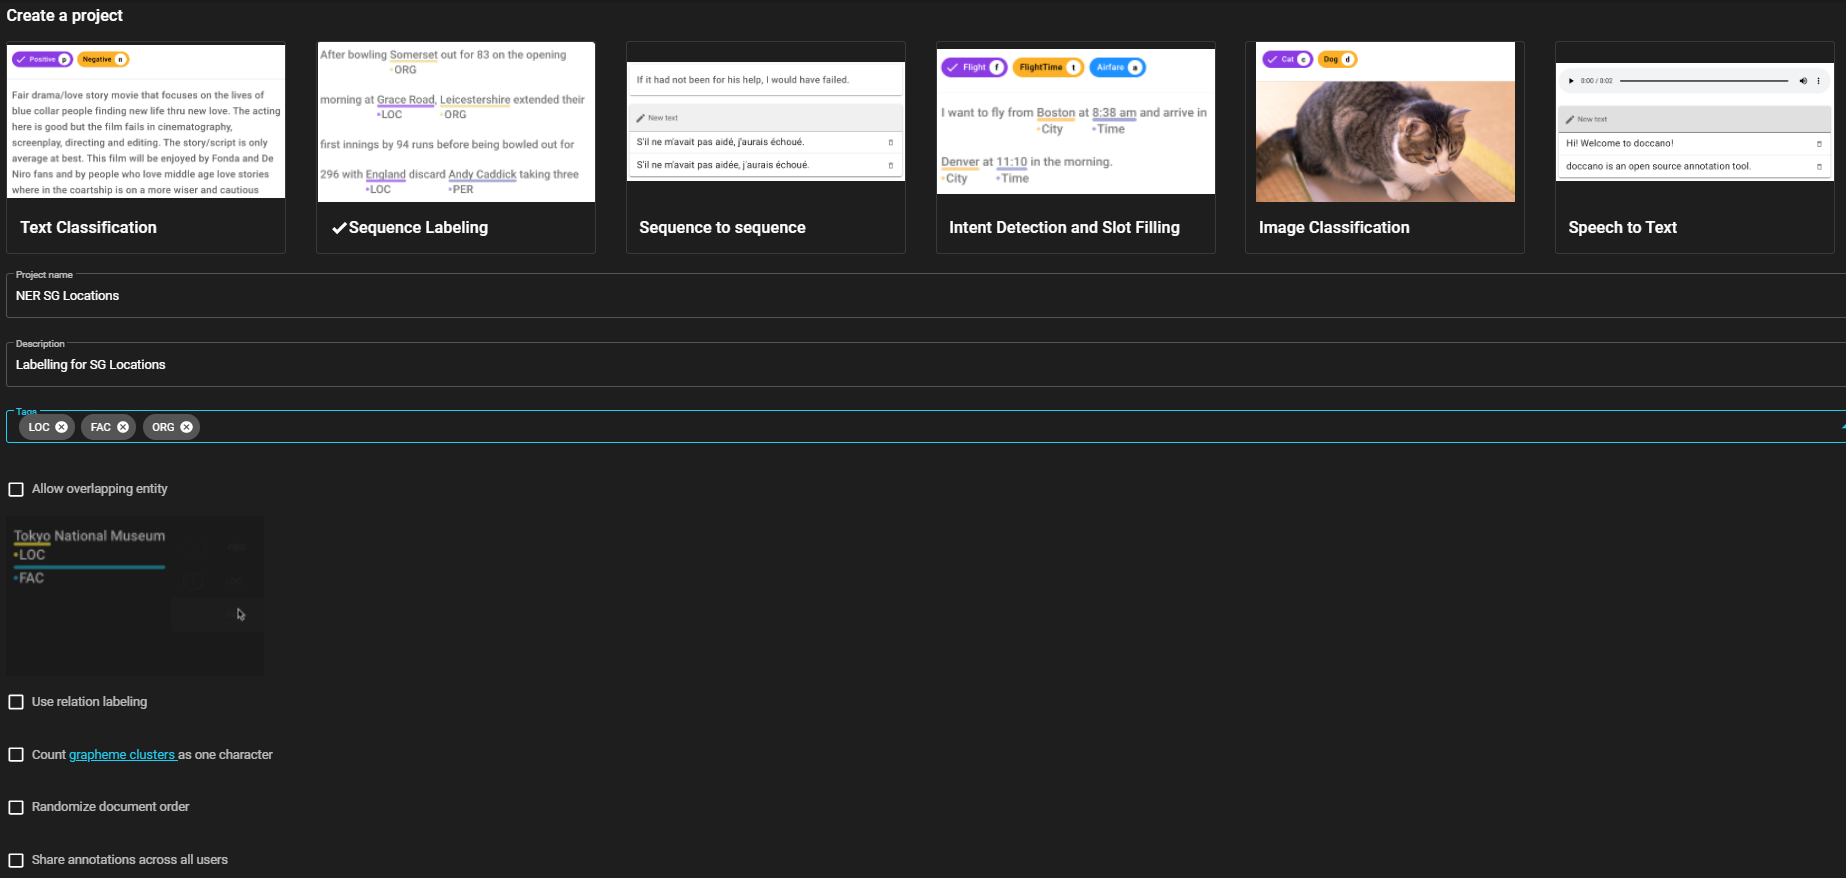 Create a project
Positive p Negative n
Fair drama/love story movie that focuses on the lives of
blue collar people finding new life thru new love. The acting
here is good but the film fails in cinematography,
screenplay, directing and editing. The story/script is only
average at best. This film will be enjoyed by Fonda and De
Niro fans and by people who love middle age love stories
where in the coartship is on a more wiser and cautious
Text Classification
After bowling Somerset out for 83 on the opening
•ORG
morning at Grace Road, Leicestershire extended their
•LOC •ORG
first innings by 94 runs before being bowled out for
296 with England discard Andy Caddick taking three
•LOC •PER
Sequence Labeling
If it had not been for his help, I would have failed.
New text
S'il ne m'avait pas aidé, j'aurais échoué.
S'il ne m'avait pas aidée, j'aurais échoué.
Sequence to sequence
Flight f FlightTime t Airfare a
I want to fly from Boston at 8:38 am and arrive in
•City •Time
Denver at 11:10 in the morning.
•City •Time
Intent Detection and Slot Filling
Cat c Dog d
Image Classification
0:00 / 3:02
New text
Hi! Welcome to doccano!
doccano is an open source annotation tool.
Speech to Text
Project name
NER SG Locations
Description
Labelling for SG Locations
Tags
LOC FAC ORG
Allow overlapping entity
Tokyo National Museum
•LOC
•FAC
Use relation labeling
Count grapheme clusters as one character
Randomize document order
Share annotations across all users